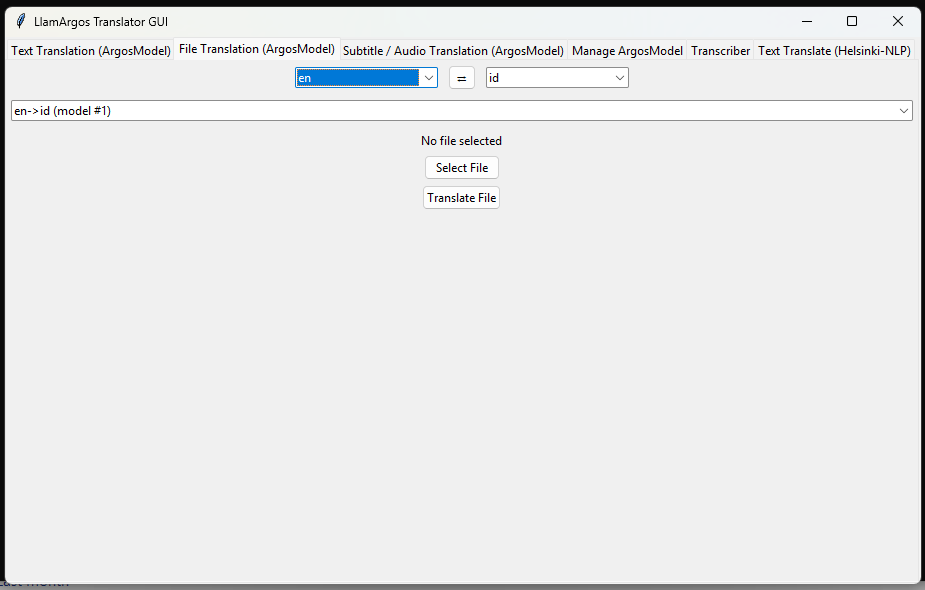 LlamArgos Translator GUI
Text Translation (ArgosModel) File Translation (ArgosModel) Subtitle / Audio Translation (ArgosModel) Manage ArgosModel Transcriber Text Translate (Helsinki-NLP)
en ⇌ id
en->id (model #1)
No file selected
Select File
Translate File